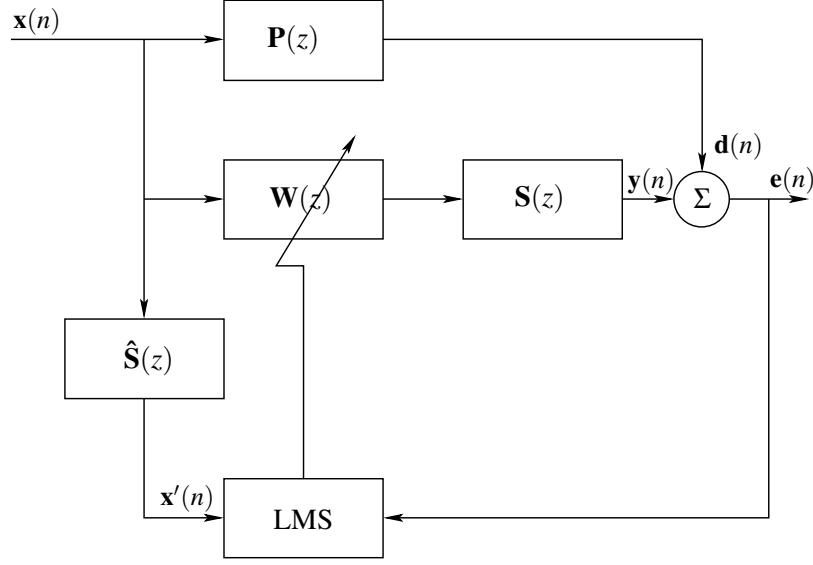 x(n)
P(z)
d(n)
W(z)
S(z)
y(n)
Σ
e(n)
Ŝ(z)
x′(n)
LMS